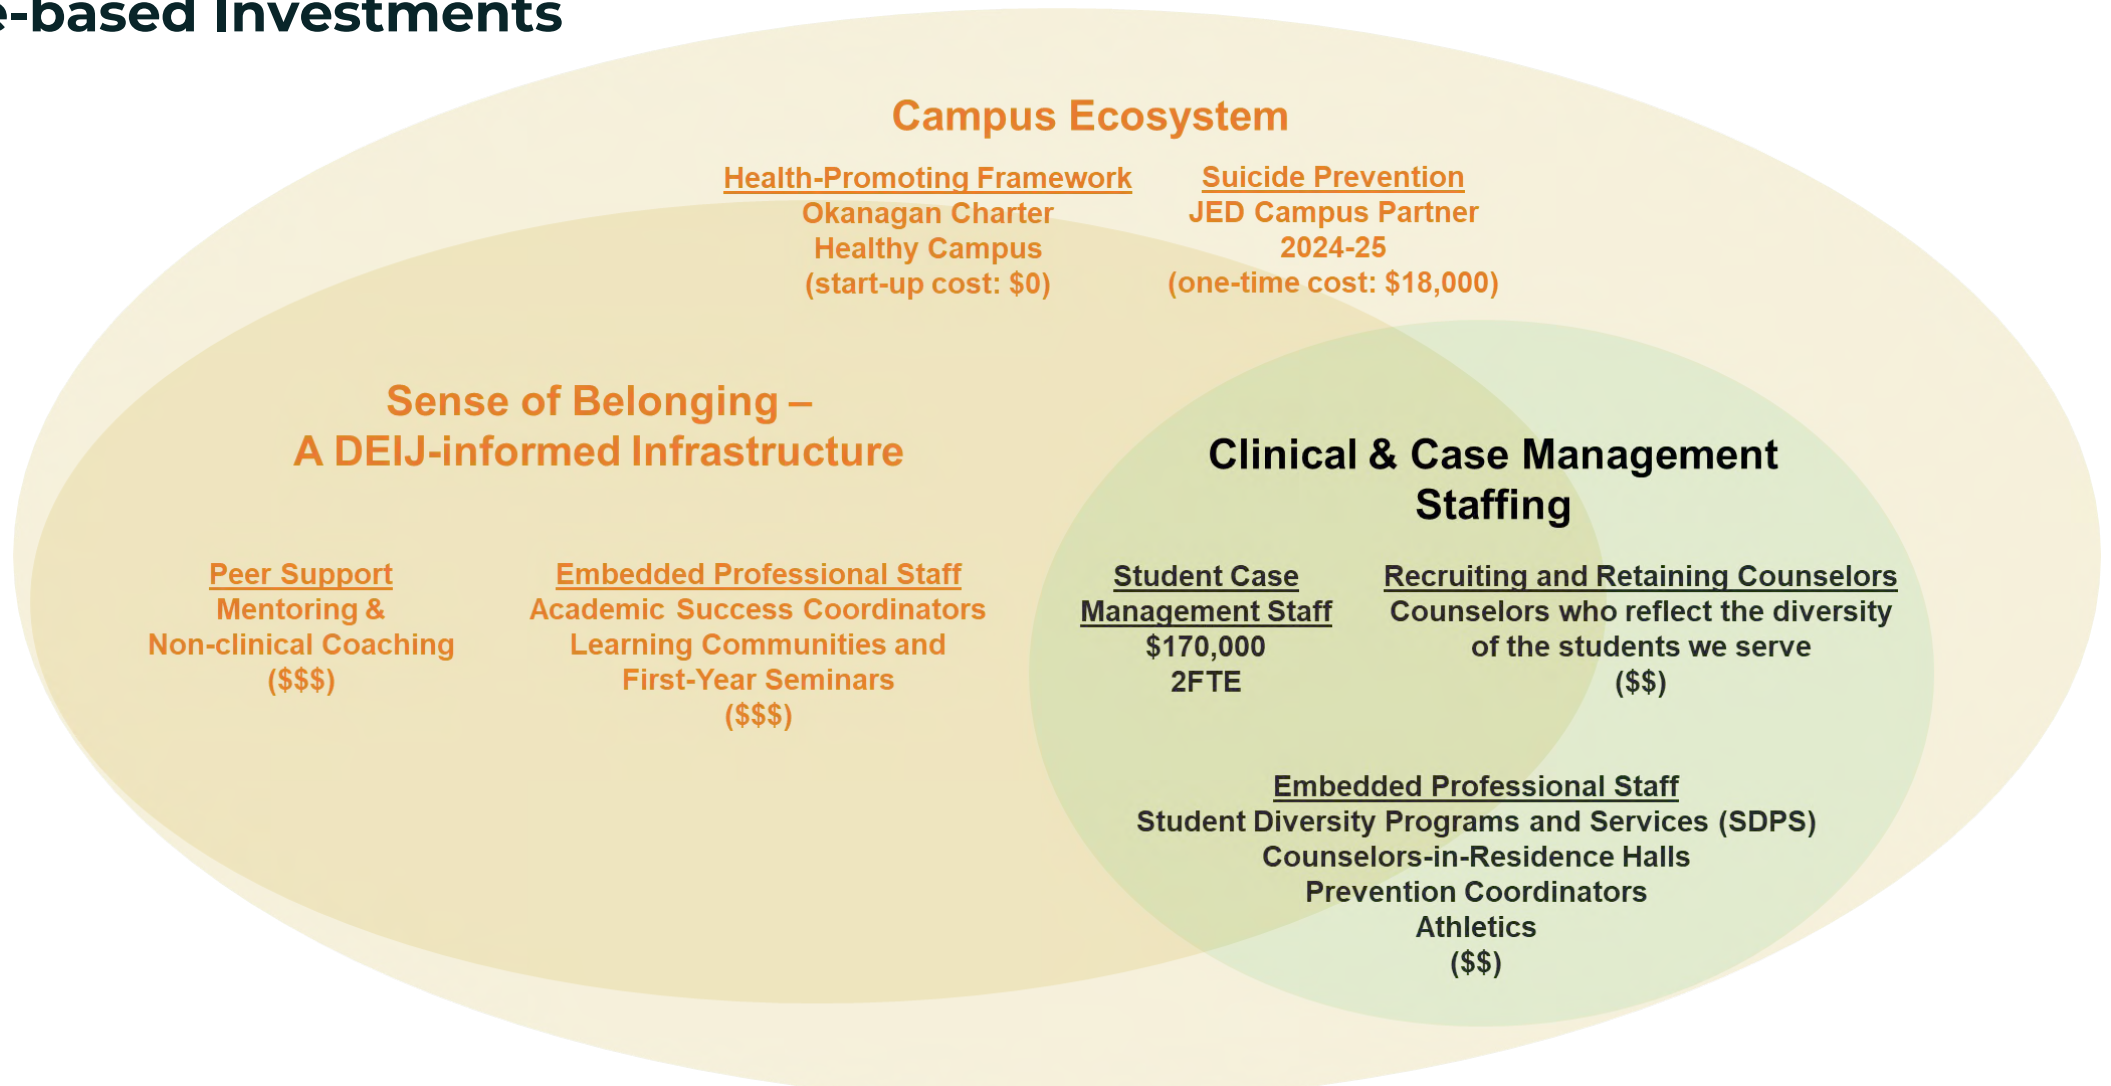 e-based Investments
Campus Ecosystem
Health-Promoting Framework
Okanagan Charter
Healthy Campus
(start-up cost: $0)
Suicide Prevention
JED Campus Partner
2024-25
(one-time cost: $18,000)
Sense of Belonging –
A DEIJ-informed Infrastructure
Peer Support
Mentoring &
Non-clinical Coaching
($$$)
Embedded Professional Staff
Academic Success Coordinators
Learning Communities and
First-Year Seminars
($$$)
Clinical & Case Management
Staffing
Student Case
Management Staff
$170,000
2FTE
Recruiting and Retaining Counselors
Counselors who reflect the diversity
of the students we serve
($$)
Embedded Professional Staff
Student Diversity Programs and Services (SDPS)
Counselors-in-Residence Halls
Prevention Coordinators
Athletics
($$)